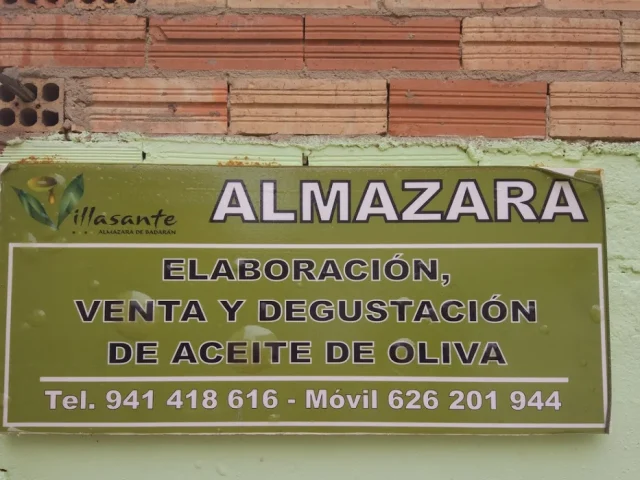 Villasante
ALMAZARA DE BADARÁN
ALMAZARA
ELABORACIÓN,
VENTA Y DEGUSTACIÓN
DE ACEITE DE OLIVA
Tel. 941 418 616 - Móvil 626 201 944